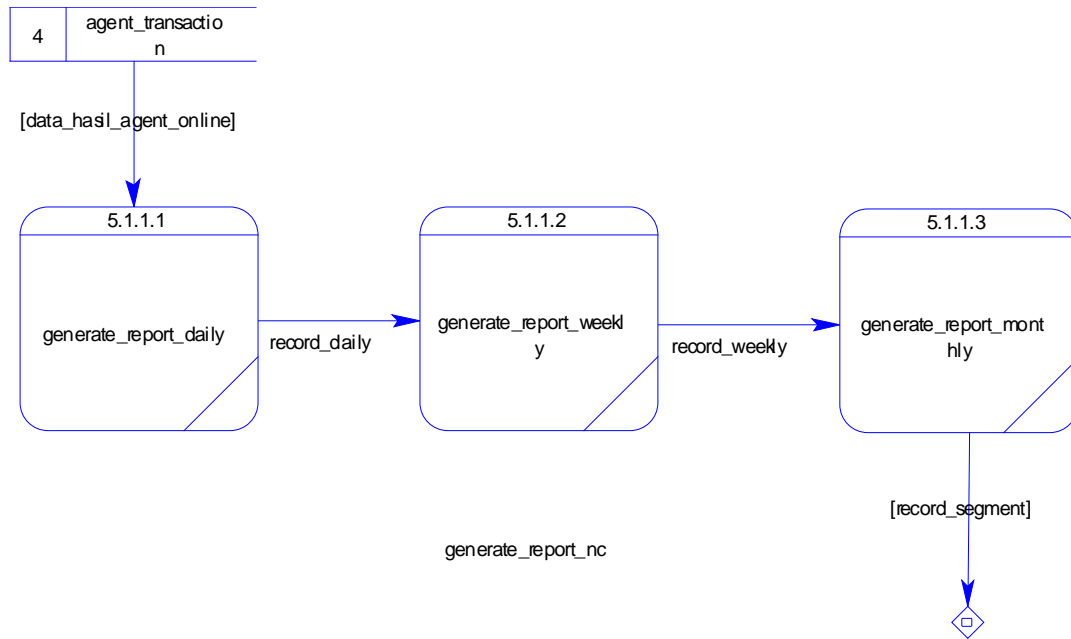 4
agent_transactio
n
[data_hasil_agent_online]
5.1.1.1
5.1.1.2
5.1.1.3
generate_report_daily
generate_report_weekl
y
generate_report_mont
hly
record_daily
record_weekly
[record_segment]
generate_report_nc